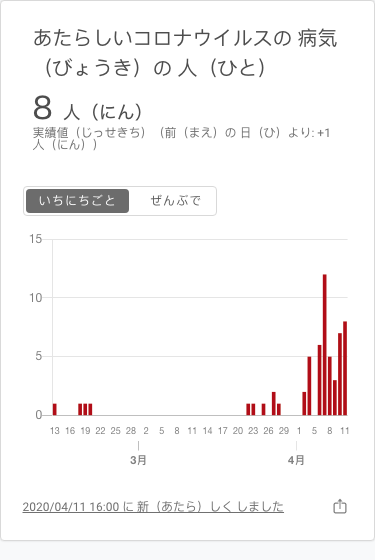 あたらしいコロナウイルスの 病気
（びょうき）の 人（ひと）
8 人（にん）
実績値（じっせきち）（前（まえ）の 日（ひ）より: +1
人（にん））
いちにちごと ぜんぶで
15
10
5
0
13 16 19 22 25 28 2 5 8 11 14 17 20 23 26 29 1 5 8 11
3月 4月
2020/04/11 16:00 に 新（あたら）しく しました